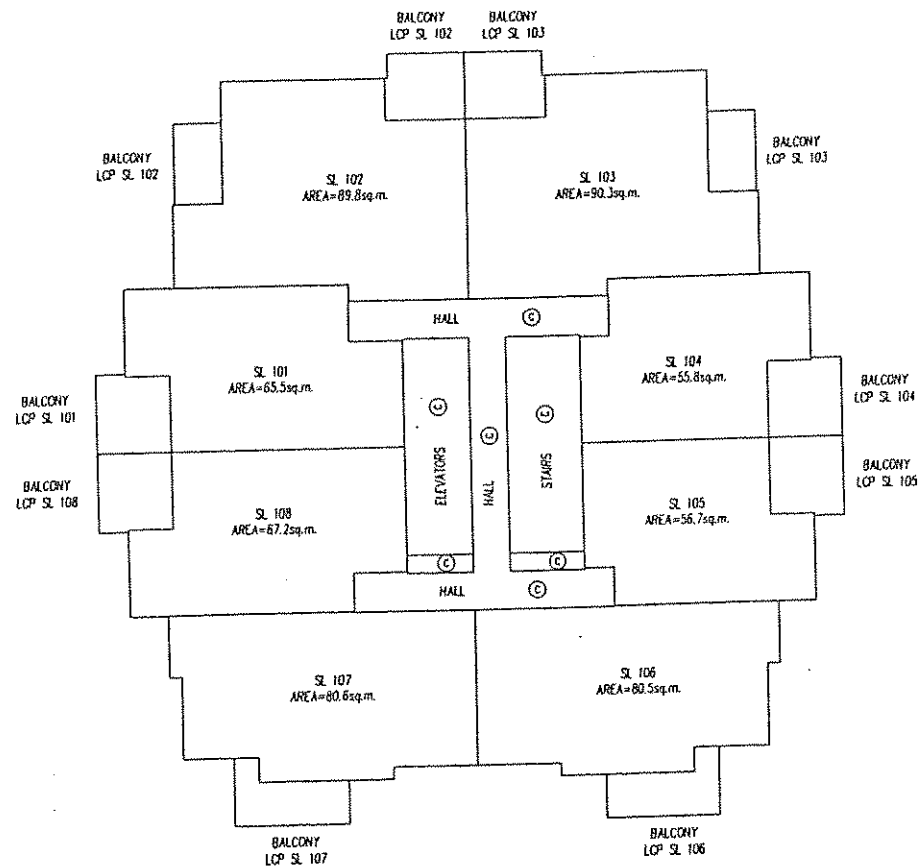 BALCONY
LCP SL 102
BALCONY
LCP SL 103
BALCONY
LCP SL 102
BALCONY
LCP SL 103
SL 102
AREA=89.8sq.m.
SL 103
AREA=90.3sq.m.
HALL
C
SL 101
AREA=65.5sq.m.
SL 104
AREA=55.8sq.m.
BALCONY
LCP SL 101
BALCONY
LCP SL 104
C
C
C
ELEVATORS
HALL
STAIRS
BALCONY
LCP SL 108
BALCONY
LCP SL 105
SL 108
AREA=67.2sq.m.
SL 105
AREA=56.7sq.m.
C
C
HALL
C
SL 107
AREA=80.6sq.m.
SL 106
AREA=80.5sq.m.
BALCONY
LCP SL 107
BALCONY
LCP SL 106